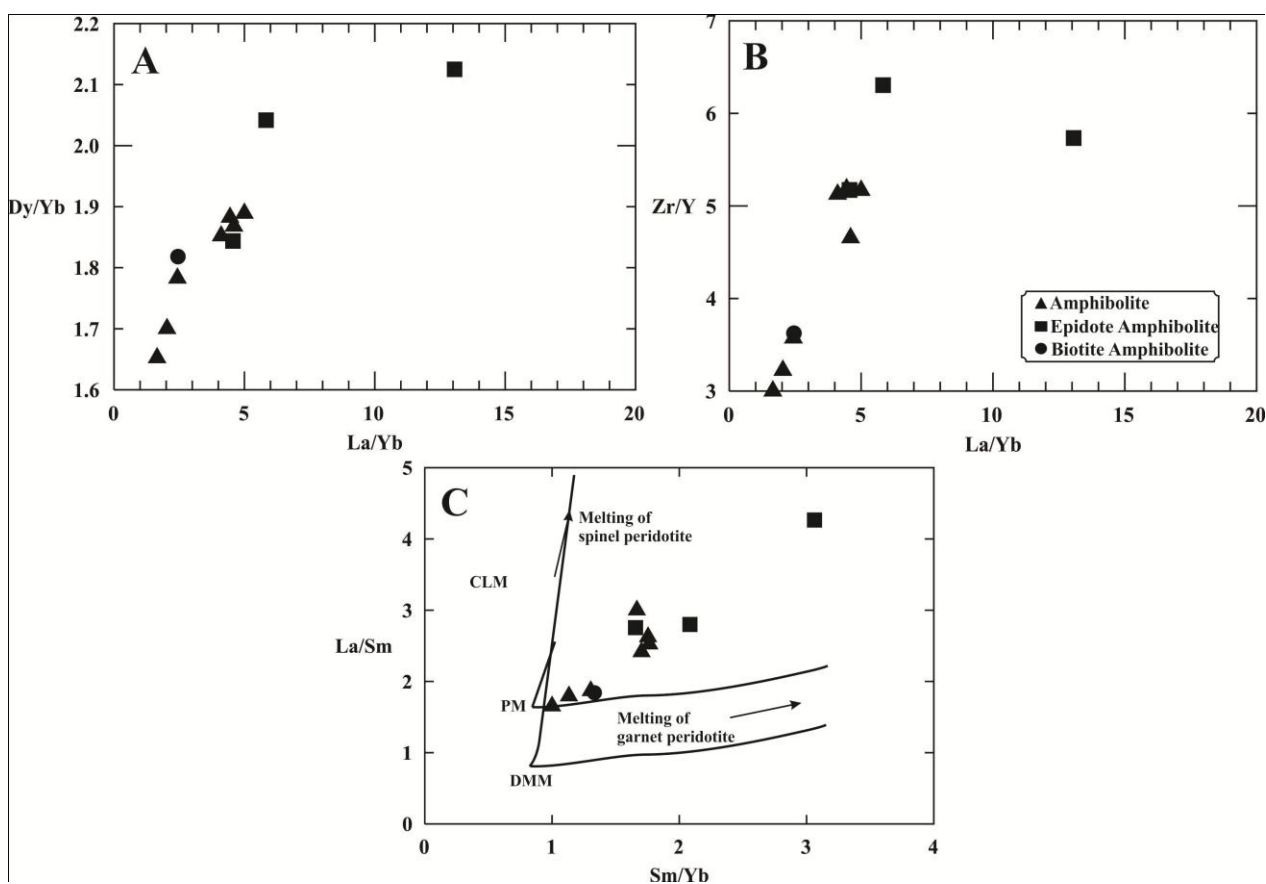 A
2.2
2.1
2.0
Dy/Yb
1.9
1.8
1.7
1.6
0
5
10
15
20
La/Yb
B
7
6
Zr/Y
5
4
3
Amphibolite
Epidote Amphibolite
Biotite Amphibolite
0
5
10
15
20
La/Yb
C
5
4
3
La/Sm
2
1
0
Melting of
spinel peridotite
CLM
PM
Melting of
garnet peridotite
DMM
0
1
2
3
4
Sm/Yb